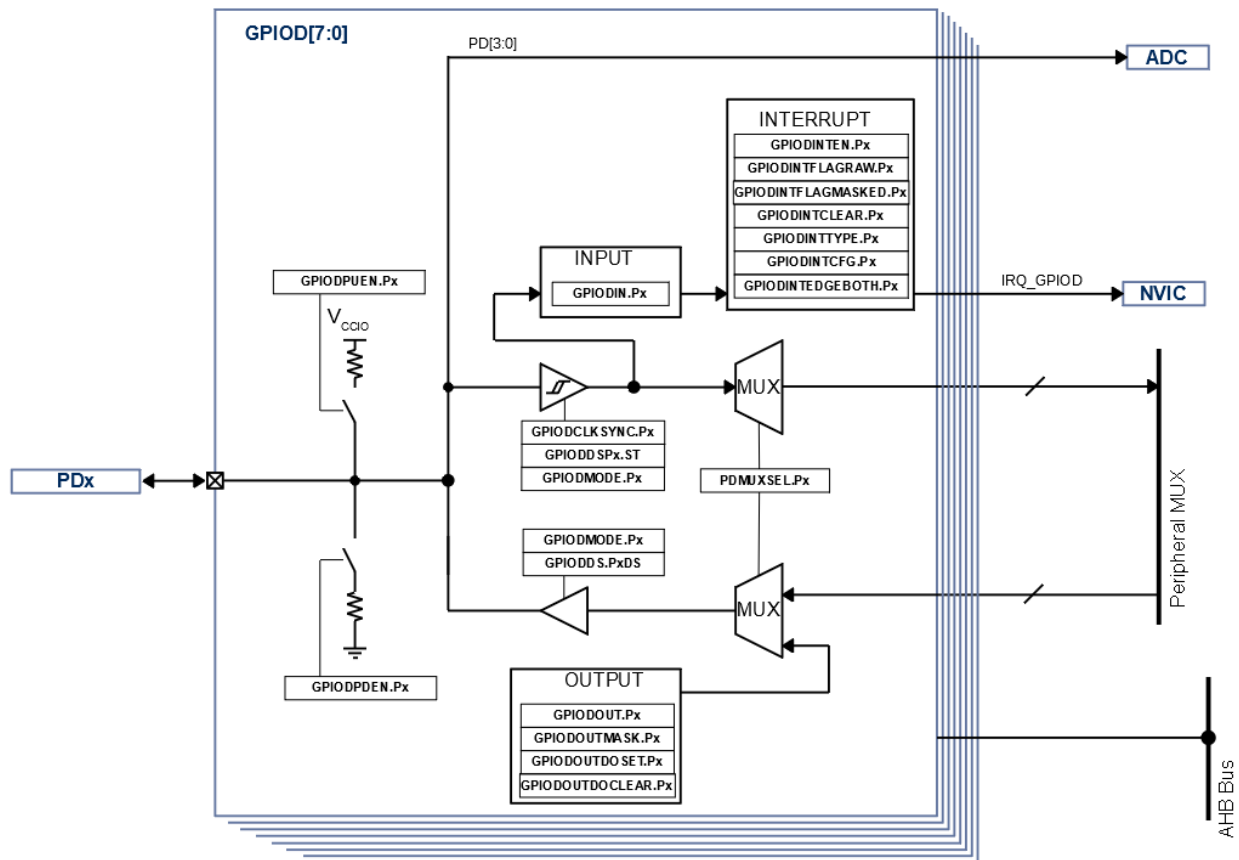 GPIOD[7:0]
PD[3:0]
ADC
INTERRUPT
GPIODINTEN.Px
GPIODINTFLAGRAW.Px
GPIODINTFLAGMASKED.Px
GPIODINTCLEAR.Px
GPIODINTTYPE.Px
GPIODINTCFG.Px
GPIODINTEDGEBOTH.Px
INPUT
GPIODIN.Px
IRQ_GPIOD
NVIC
GPIODPUEN.Px
VCCIO
MUX
GPIODCLKSYNC.Px
GPIODDSPx.ST
GPIODMODE.Px
PDMUXSEL.Px
PDx
GPIODMODE.Px
GPIODDS.PxDS
MUX
Peripheral MUX
GPIODPDEN.Px
OUTPUT
GPIODOUT.Px
GPIODOUTMASK.Px
GPIODOUTDOSET.Px
GPIODOUTDOCLEAR.Px
AHB Bus